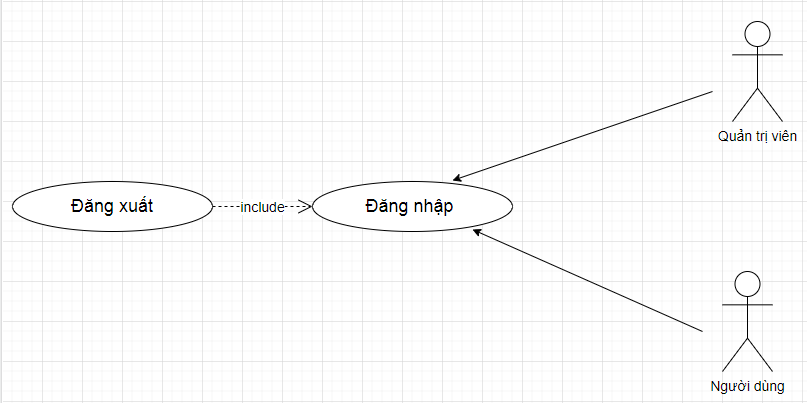 Quản trị viên
Đăng xuất
include
Đăng nhập
Người dùng